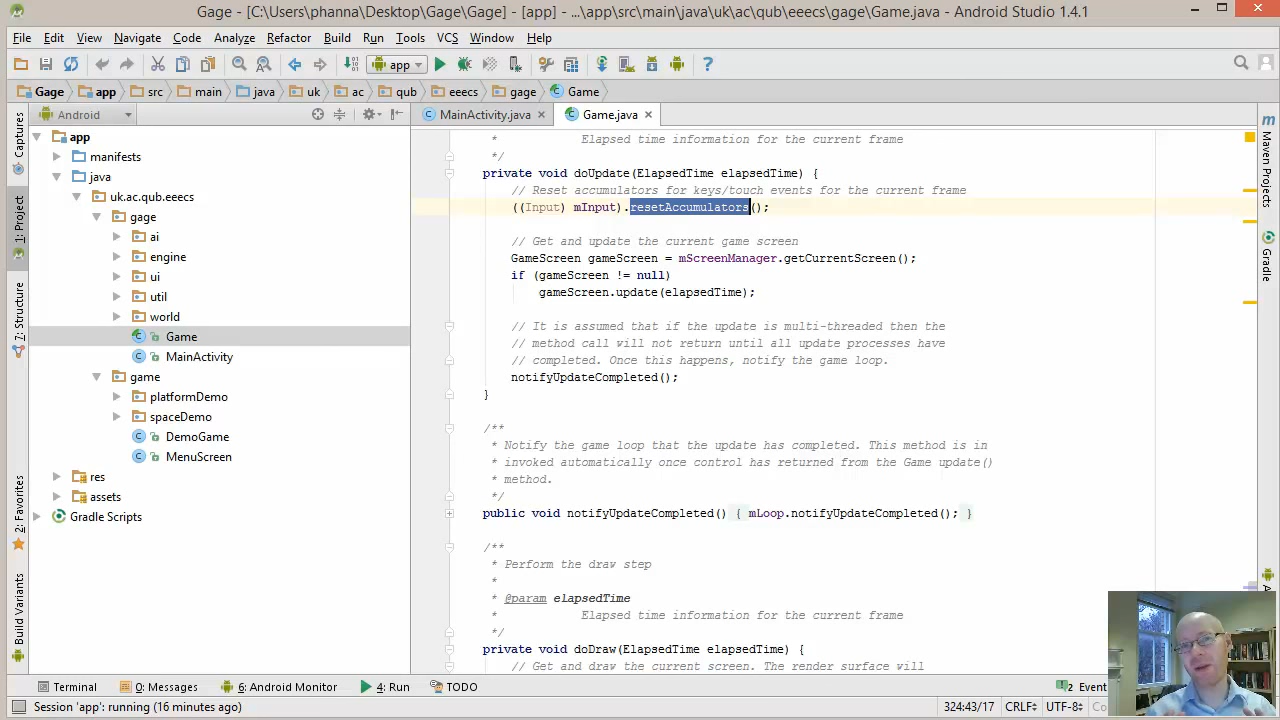 Gage - [C:\Users\phanna\Desktop\Gage\Gage] - [app] - ...\app\src\main\java\uk\ac\qub\eeecs\gage\Game.java - Android Studio 1.4.1
File Edit View Navigate Code Analyze Refactor Build Run Tools VCS Window Help
app
Gage app src main java uk ac qub eeecs gage Game
Android
MainActivity.java Game.java
Captures
1: Project
7: Structure
2: Favorites
Build Variants
app
manifests
java
uk.ac.qub.eeecs
gage
ai
engine
ui
util
world
Game
MainActivity
game
platformDemo
spaceDemo
DemoGame
MenuScreen
res
assets
Gradle Scripts
* Elapsed time information for the current frame
*/
private void doUpdate(ElapsedTime elapsedTime) {
// Reset accumulators for keys/touch events for the current frame
((Input) mInput).resetAccumulators();
// Get and update the current game screen
GameScreen gameScreen = mScreenManager.getCurrentScreen();
if (gameScreen != null)
gameScreen.update(elapsedTime);
// It is assumed that if the update is multi-threaded then the
// method call will not return until all update processes have
// completed. Once this happens, notify the game loop.
notifyUpdateCompleted();
}
/**
* Notify the game loop that the update has completed. This method is in
* invoked automatically once control has returned from the Game update()
* method.
*/
public void notifyUpdateCompleted() { mLoop.notifyUpdateCompleted(); }
/**
* Perform the draw step
*
* @param elapsedTime
* Elapsed time information for the current frame
*/
private void doDraw(ElapsedTime elapsedTime) {
// Get and draw the current screen. The render surface will
Maven Projects
Gradle
Terminal 0: Messages 6: Android Monitor 4: Run TODO
2 Event
Session 'app': running (16 minutes ago)
324:43/17 CRLF UTF-8